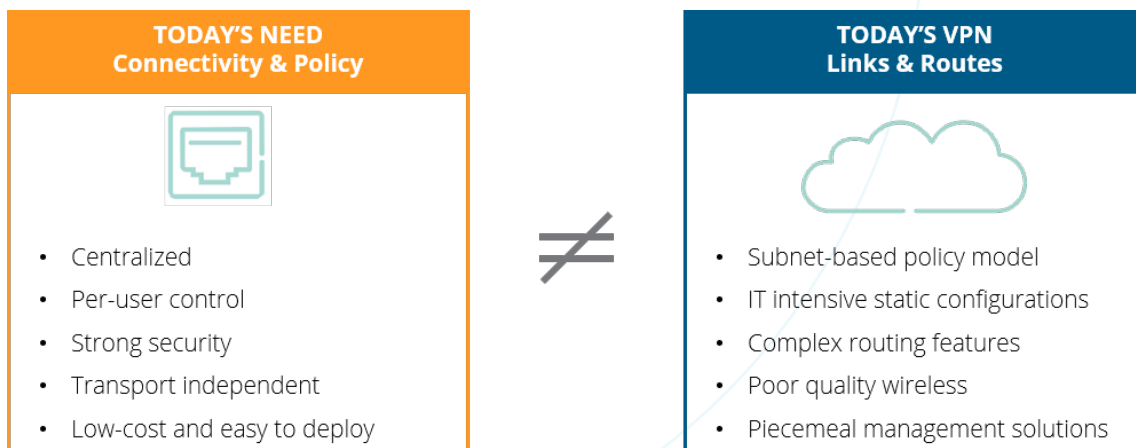 TODAY'S NEED
Connectivity & Policy
• Centralized
• Per-user control
• Strong security
• Transport independent
• Low-cost and easy to deploy
≠
TODAY'S VPN
Links & Routes
• Subnet-based policy model
• IT intensive static configurations
• Complex routing features
• Poor quality wireless
• Piecemeal management solutions